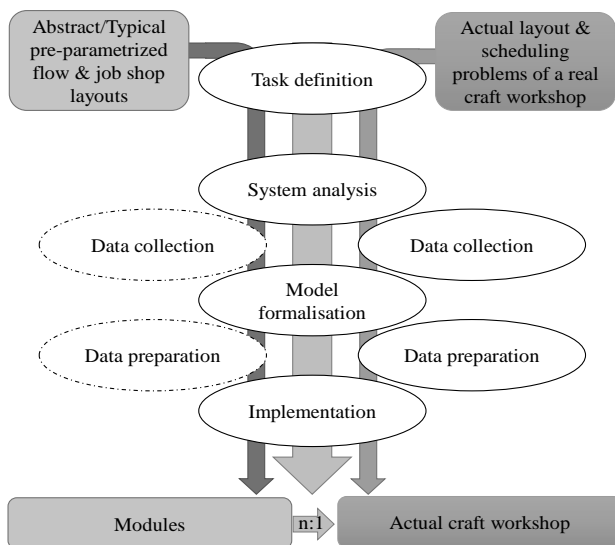 Abstract/Typical
pre-parametrized
flow & job shop
layouts
Actual layout &
scheduling
problems of a real
craft workshop
Task definition
System analysis
Data collection
Data collection
Model
formalisation
Data preparation
Data preparation
Implementation
Modules
n:1
Actual craft workshop